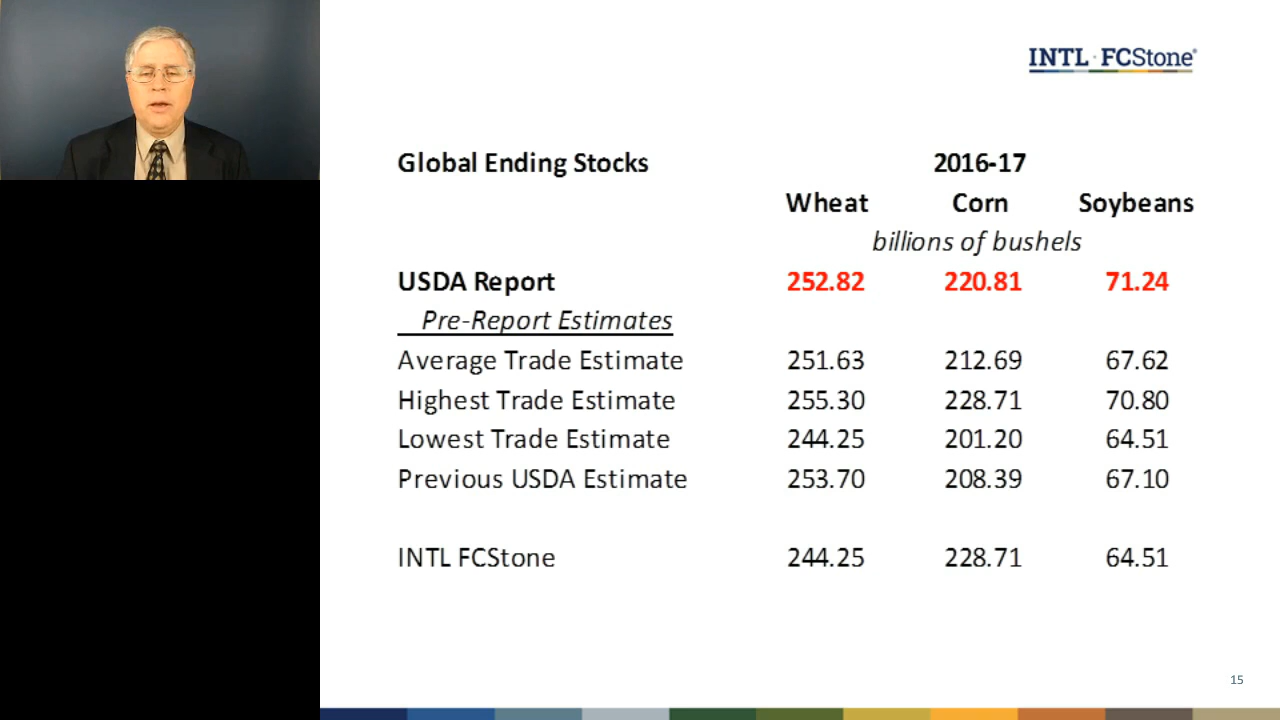 INTL FCStone®
Global Ending Stocks 2016-17
Wheat Corn Soybeans
billions of bushels
USDA Report 252.82 220.81 71.24
Pre-Report Estimates
Average Trade Estimate 251.63 212.69 67.62
Highest Trade Estimate 255.30 228.71 70.80
Lowest Trade Estimate 244.25 201.20 64.51
Previous USDA Estimate 253.70 208.39 67.10
INTL FCStone 244.25 228.71 64.51
15